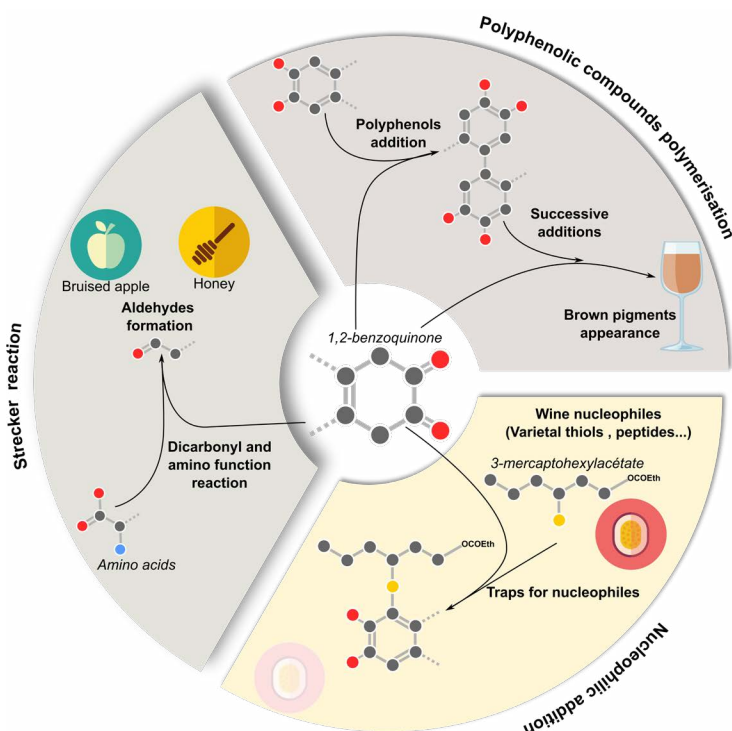 Polyphenolic compounds polymerisation
Polyphenols
addition
Successive
additions
Brown pigments
appearance
Bruised apple
Honey
Aldehydes
formation
Strecker reaction
Dicarbonyl and
amino function
reaction
Amino acids
1,2-benzoquinone
Wine nucleophiles
(Varietal thiols , peptides...)
3-mercaptohexylacétate
OCOEth
OCOEth
Traps for nucleophiles
Nucleophilic addition